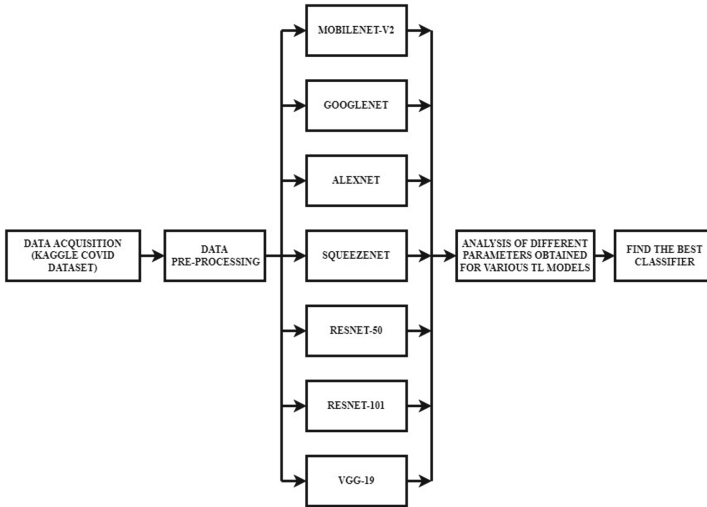 DATA ACQUISITION
(KAGGLE COVID
DATASET)
DATA
PRE-PROCESSING
MOBILENET-V2
GOOGLENET
ALEXNET
SQUEEZENET
RESNET-50
RESNET-101
VGG-19
ANALYSIS OF DIFFERENT
PARAMETERS OBTAINED
FOR VARIOUS TL MODELS
FIND THE BEST
CLASSIFIER